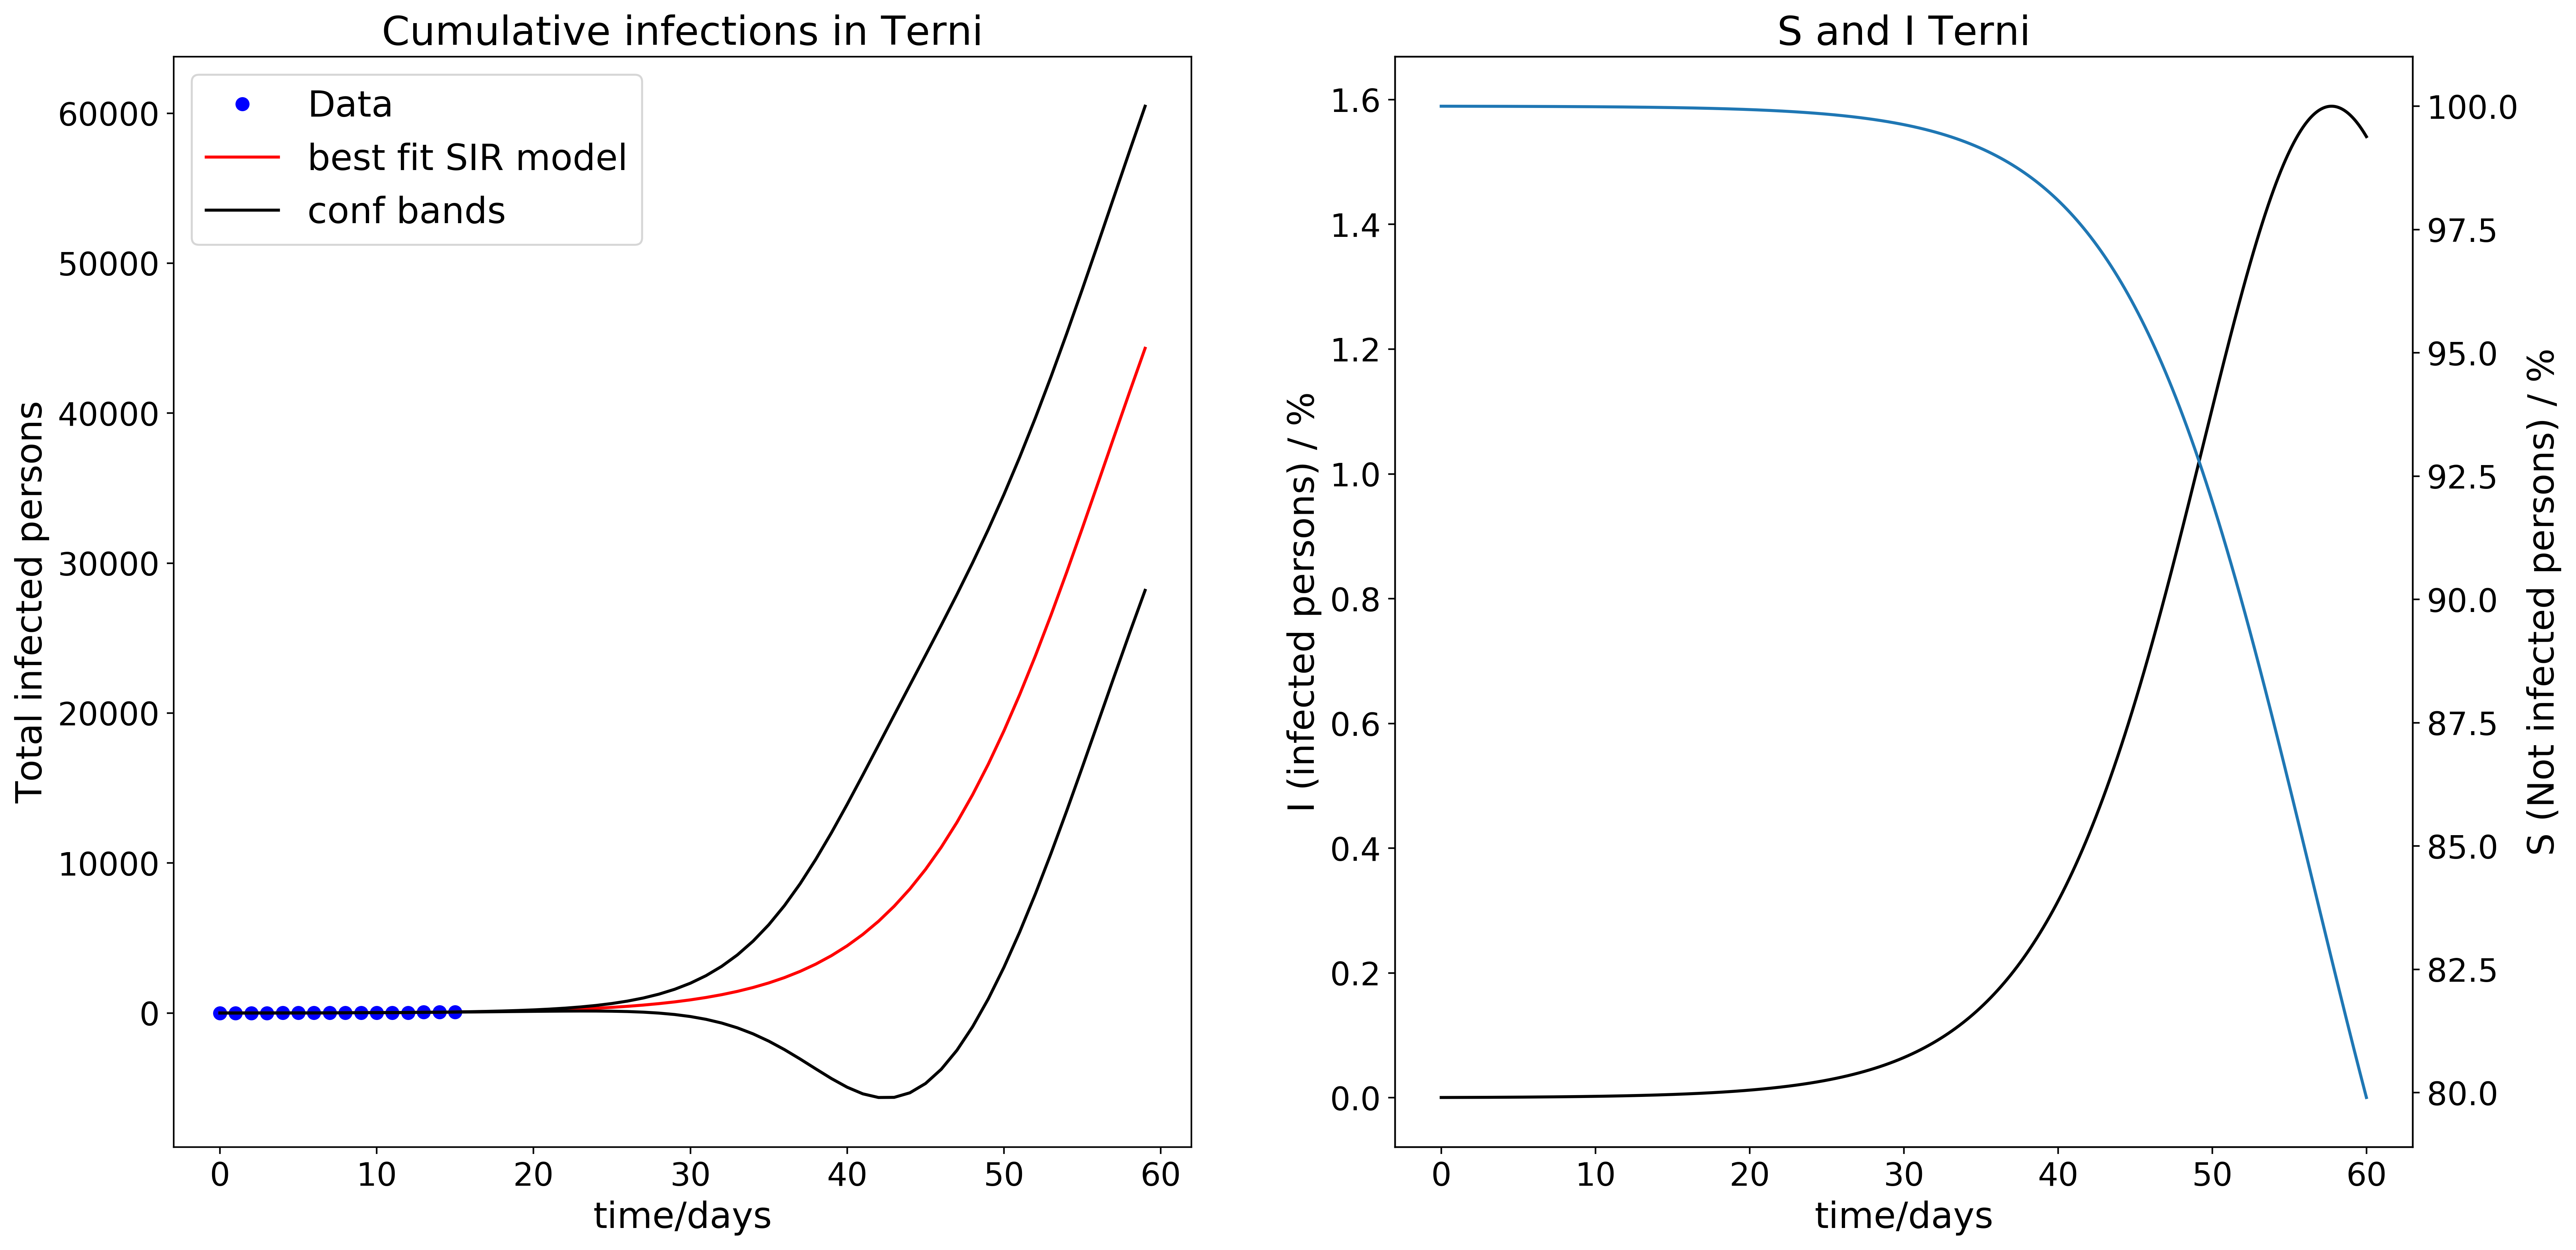 Cumulative infections in Terni
Data
best fit SIR model
conf bands
60000
50000
40000
30000
20000
10000
0
Total infected persons
0 10 20 30 40 50 60
time/days
S and I Terni
1.6
1.4
1.2
1.0
0.8
0.6
0.4
0.2
0.0
I (infected persons) / %
100.0
97.5
95.0
92.5
90.0
87.5
85.0
82.5
80.0
S (Not infected persons) / %
0 10 20 30 40 50 60
time/days